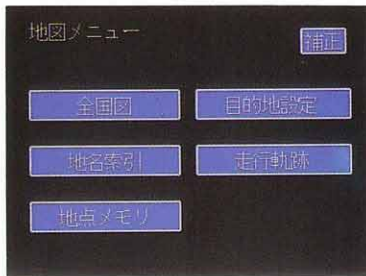 地図メニュー
補正
全国図 目的地設定
地名索引 走行軌跡
地点メモリ